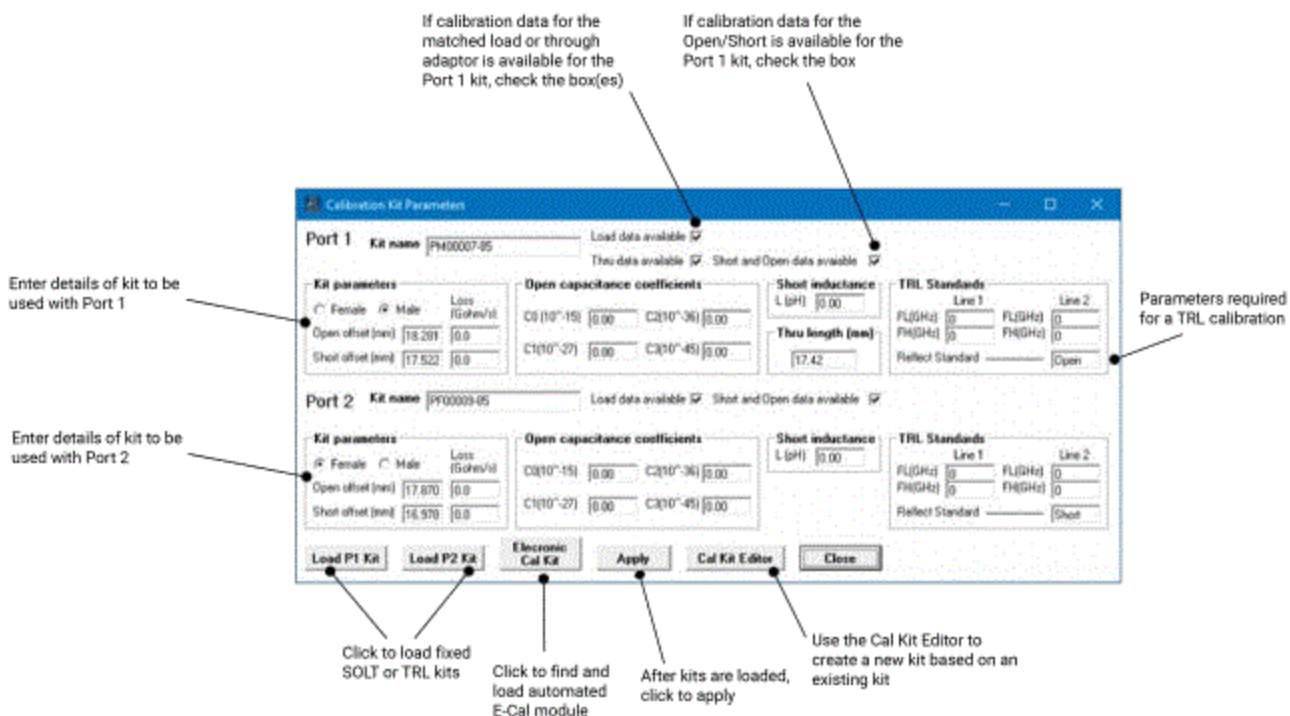 If calibration data for the
matched load or through
adaptor is available for the
Port 1 kit, check the box(es)
If calibration data for the
Open/Short is available for the
Port 1 kit, check the box
Calibration Kit Parameters
Port 1 Kit name PM00007-85 Load data available
Thru data available Short and Open data available
Enter details of kit to be
used with Port 1
Kit parameters
Female Male Loss (Gohm/s)
Open offset (mm) 18.281 0.0
Short offset (mm) 17.522 0.0
Open capacitance coefficients
C0 (10^-15) 0.00 C2(10^-36) 0.00
C1(10^-27) 0.00 C3(10^-45) 0.00
Short inductance
L (pH) 0.00
Thru length (mm)
17.42
TRL Standards
Line 1 Line 2
FL(GHz) 0 FL(GHz) 0
FH(GHz) 0 FH(GHz) 0
Reflect Standard Open
Parameters required
for a TRL calibration
Port 2 Kit name PF00003-85 Load data available Short and Open data available
Enter details of kit to be
used with Port 2
Kit parameters
Female Male Loss (Gohm/s)
Open offset (mm) 17.870 0.0
Short offset (mm) 16.978 0.0
Open capacitance coefficients
C0(10^-15) 0.00 C2(10^-36) 0.00
C1(10^-27) 0.00 C3(10^-45) 0.00
Short inductance
L (pH) 0.00
TRL Standards
Line 1 Line 2
FL(GHz) 0 FL(GHz) 0
FH(GHz) 0 FH(GHz) 0
Reflect Standard Short
Load P1 Kit Load P2 Kit Elecronic Cal Kit Apply Cal Kit Editor Close
Click to load fixed
SOLT or TRL kits
Click to find and
load automated
E-Cal module
After kits are loaded,
click to apply
Use the Cal Kit Editor to
create a new kit based on an
existing kit